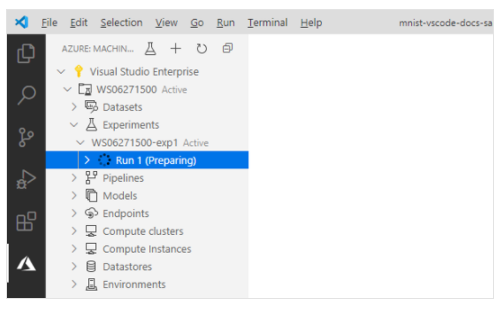 File Edit Selection View Go Run Terminal Help mnist-vscode-docs-sa
AZURE: MACHIN...
Visual Studio Enterprise
WS06271500 Active
Datasets
Experiments
WS06271500-exp1 Active
Run 1 (Preparing)
Pipelines
Models
Endpoints
Compute clusters
Compute Instances
Datastores
Environments